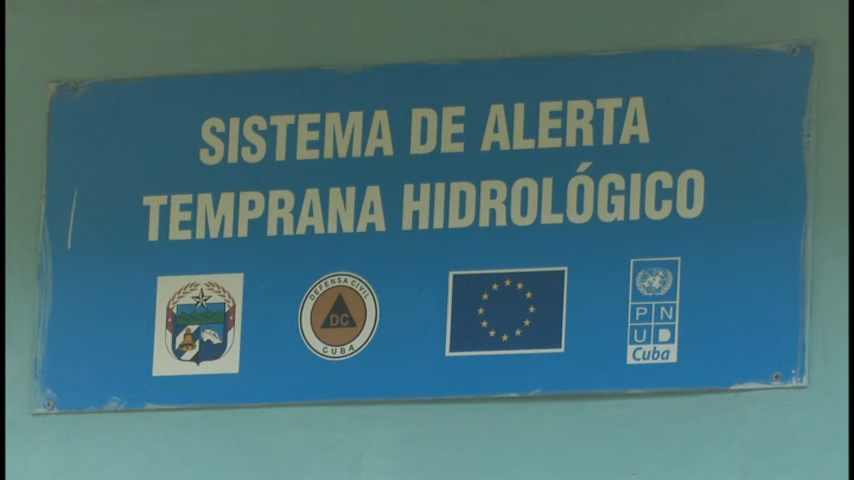 SISTEMA DE ALERTA
TEMPRANA HIDROLÓGICO
DEFENSA CIVIL
DC
CUBA
PN
UD
Cuba